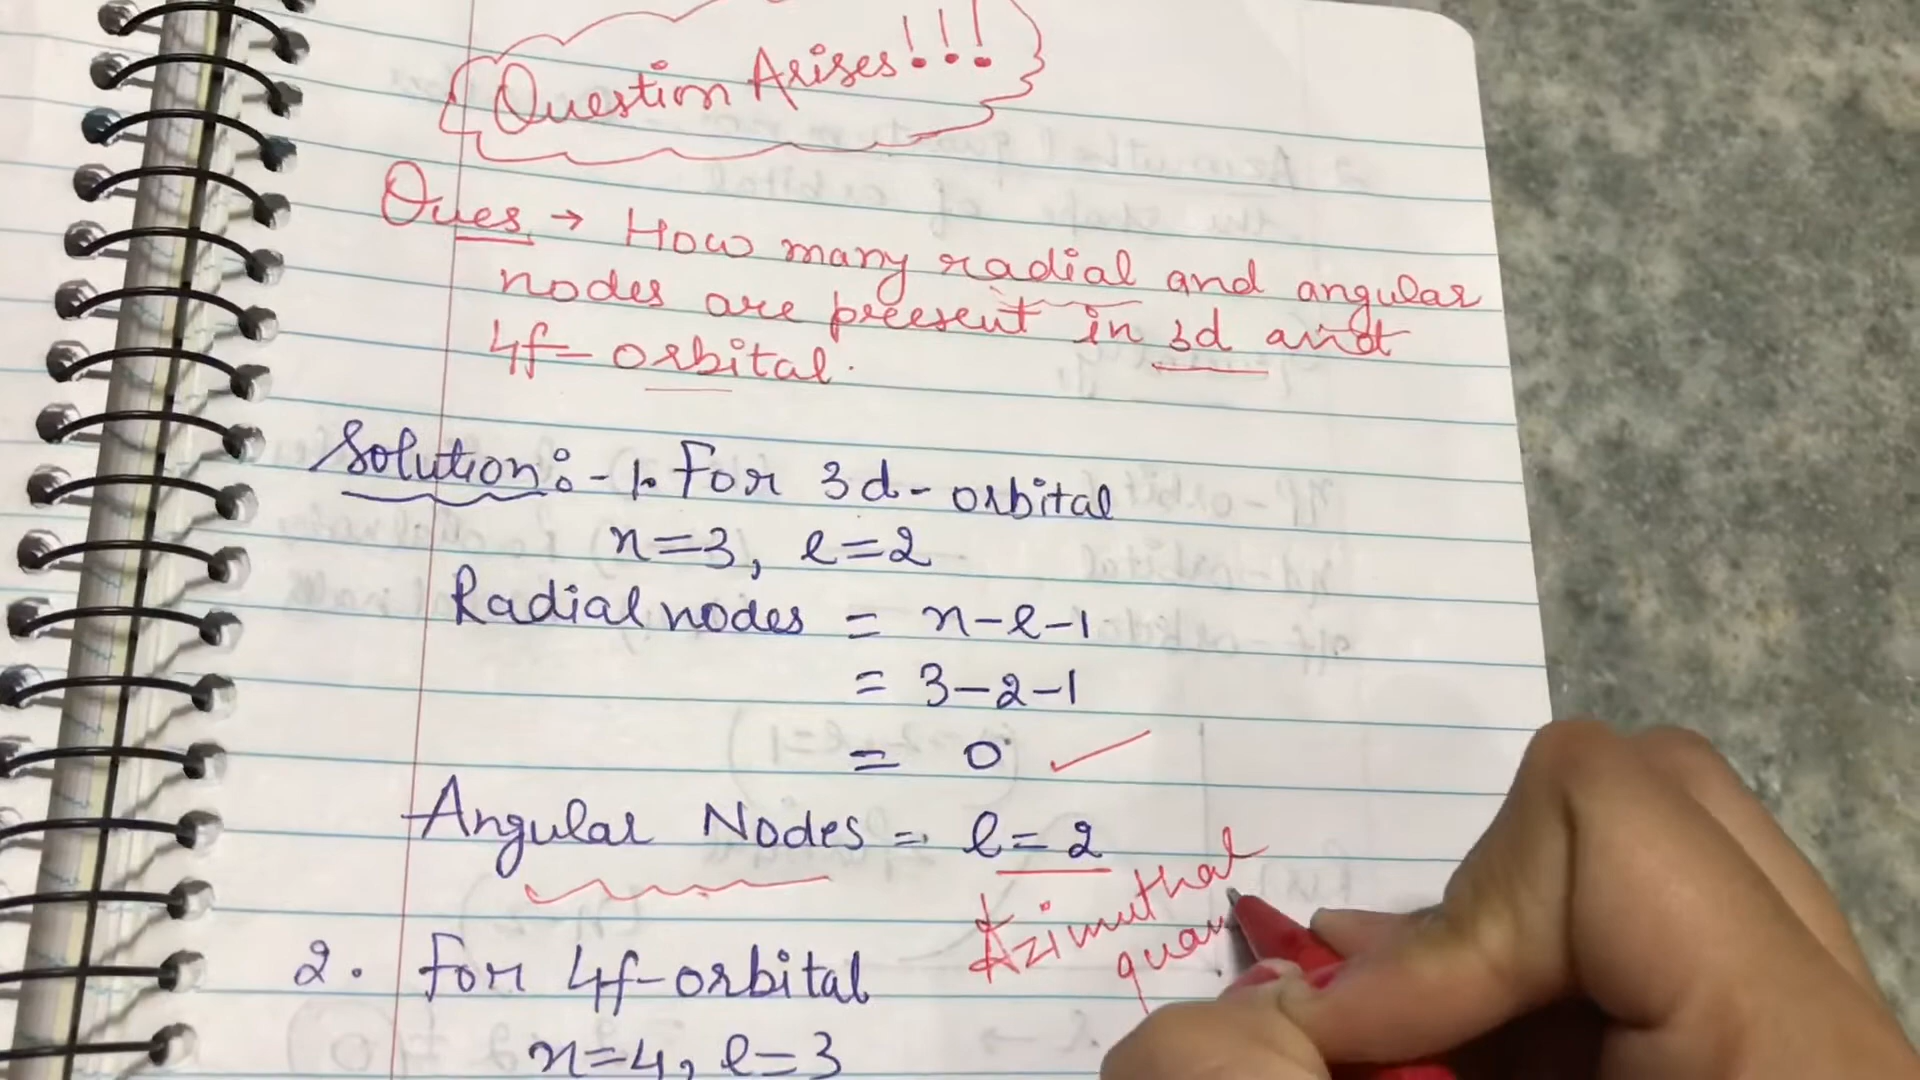 Question Arises!!!
Ques → How many radial and angular
nodes are present in 3d and
4f-orbital.
Solution:- 1. For 3d-orbital
n=3, l=2
Radial nodes = n-l-1
= 3-2-1
= 0 ✓
Angular Nodes = l=2
Azimuthal
quan
2. For 4f-orbital
n=4, l=3